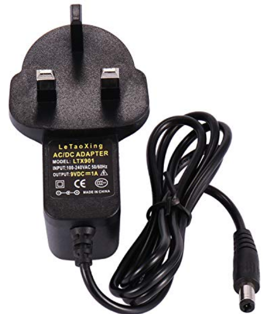 LeTaoXing
AC/DC ADAPTER
MODEL: LTX901
INPUT:100-240VAC 50/60Hz
OUTPUT: 9VDC⎓1A
MADE IN CHINA